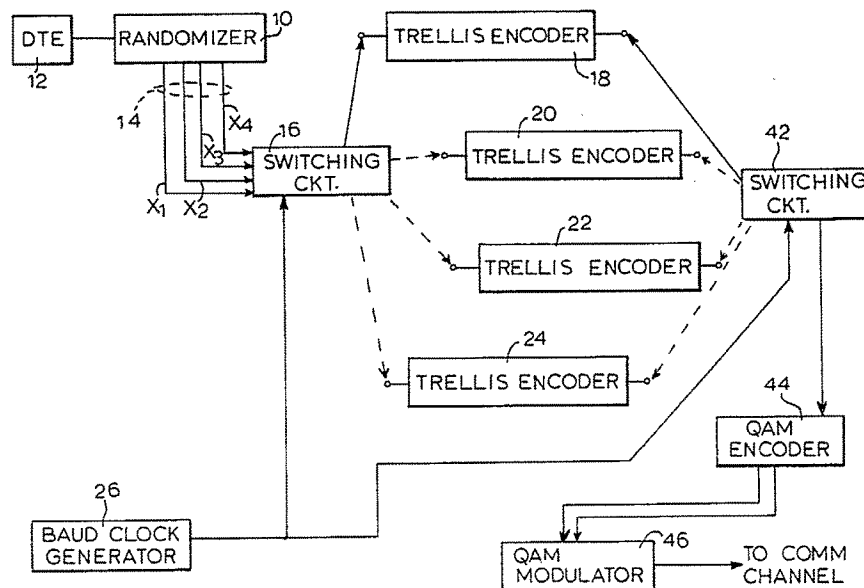 DTE
12
RANDOMIZER
10
14
X1
X2
X3
X4
16
SWITCHING
CKT.
TRELLIS ENCODER
18
20
TRELLIS ENCODER
22
TRELLIS ENCODER
24
TRELLIS ENCODER
42
SWITCHING
CKT.
44
QAM
ENCODER
26
BAUD CLOCK
GENERATOR
QAM
MODULATOR
46
TO COMM
CHANNEL